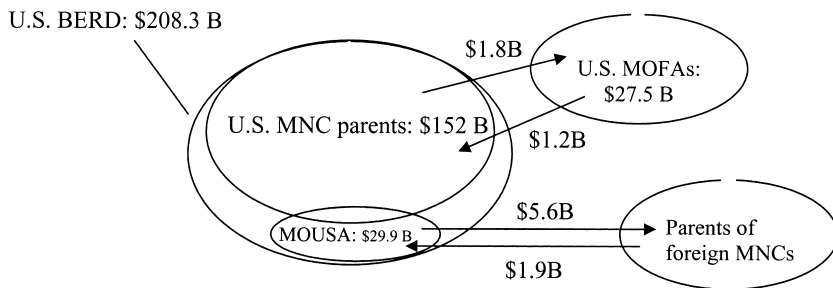 U.S. BERD: $208.3 B
$1.8B
U.S. MOFAs:
$27.5 B
U.S. MNC parents: $152 B
$1.2B
$5.6B
MOUSA: $29.9 B
Parents of
foreign MNCs
$1.9B